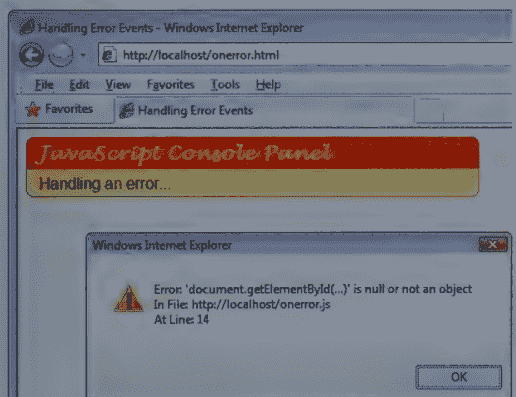 Handling Error Events - Windows Internet Explorer
http://localhost/onerror.html
File Edit View Favorites Tools Help
Favorites Handling Error Events
JavaScript Console Panel
Handling an error...
Windows Internet Explorer
Error: 'document.getElementById(...)' is null or not an object
In File: http://localhost/onerror.js
At Line: 14
OK